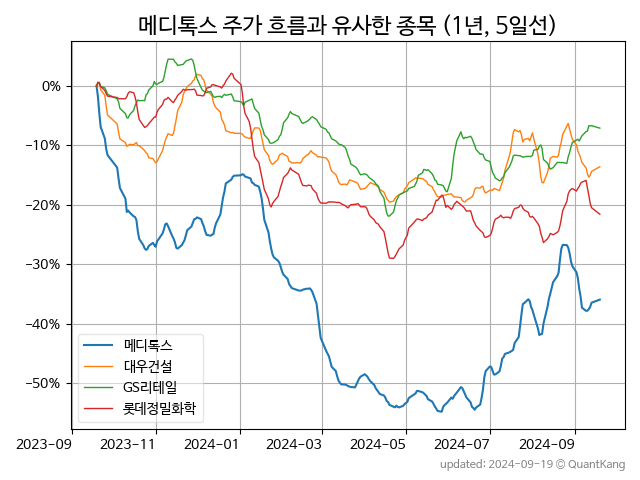 메디톡스 주가 흐름과 유사한 종목 (1년, 5일선)
0%
−10%
−20%
−30%
−40%
−50%
메디톡스
대우건설
GS리테일
롯데정밀화학
2023−09 2023−11 2024−01 2024−03 2024−05 2024−07 2024−09
updated: 2024-09-19 © QuantKang